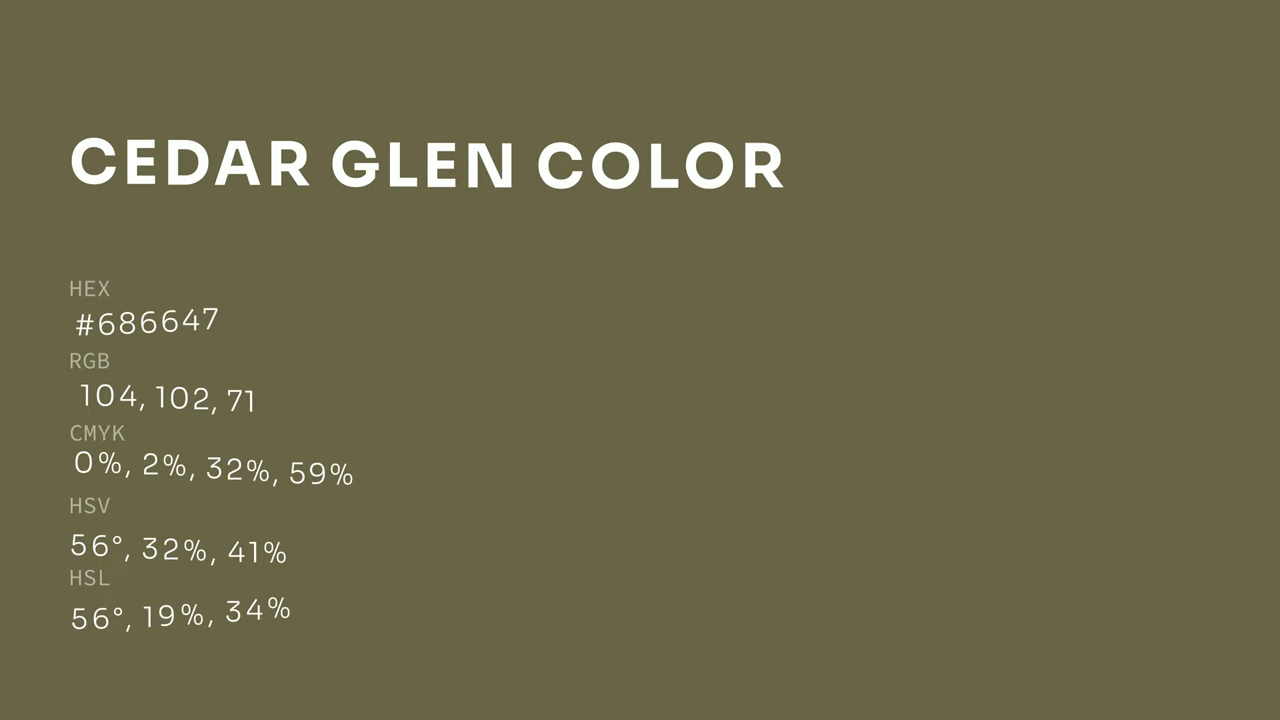 CEDAR GLEN COLOR
HEX
#686647
RGB
104, 102, 71
CMYK
0%, 2%, 32%, 59%
HSV
56°, 32%, 41%
HSL
56°, 19%, 34%